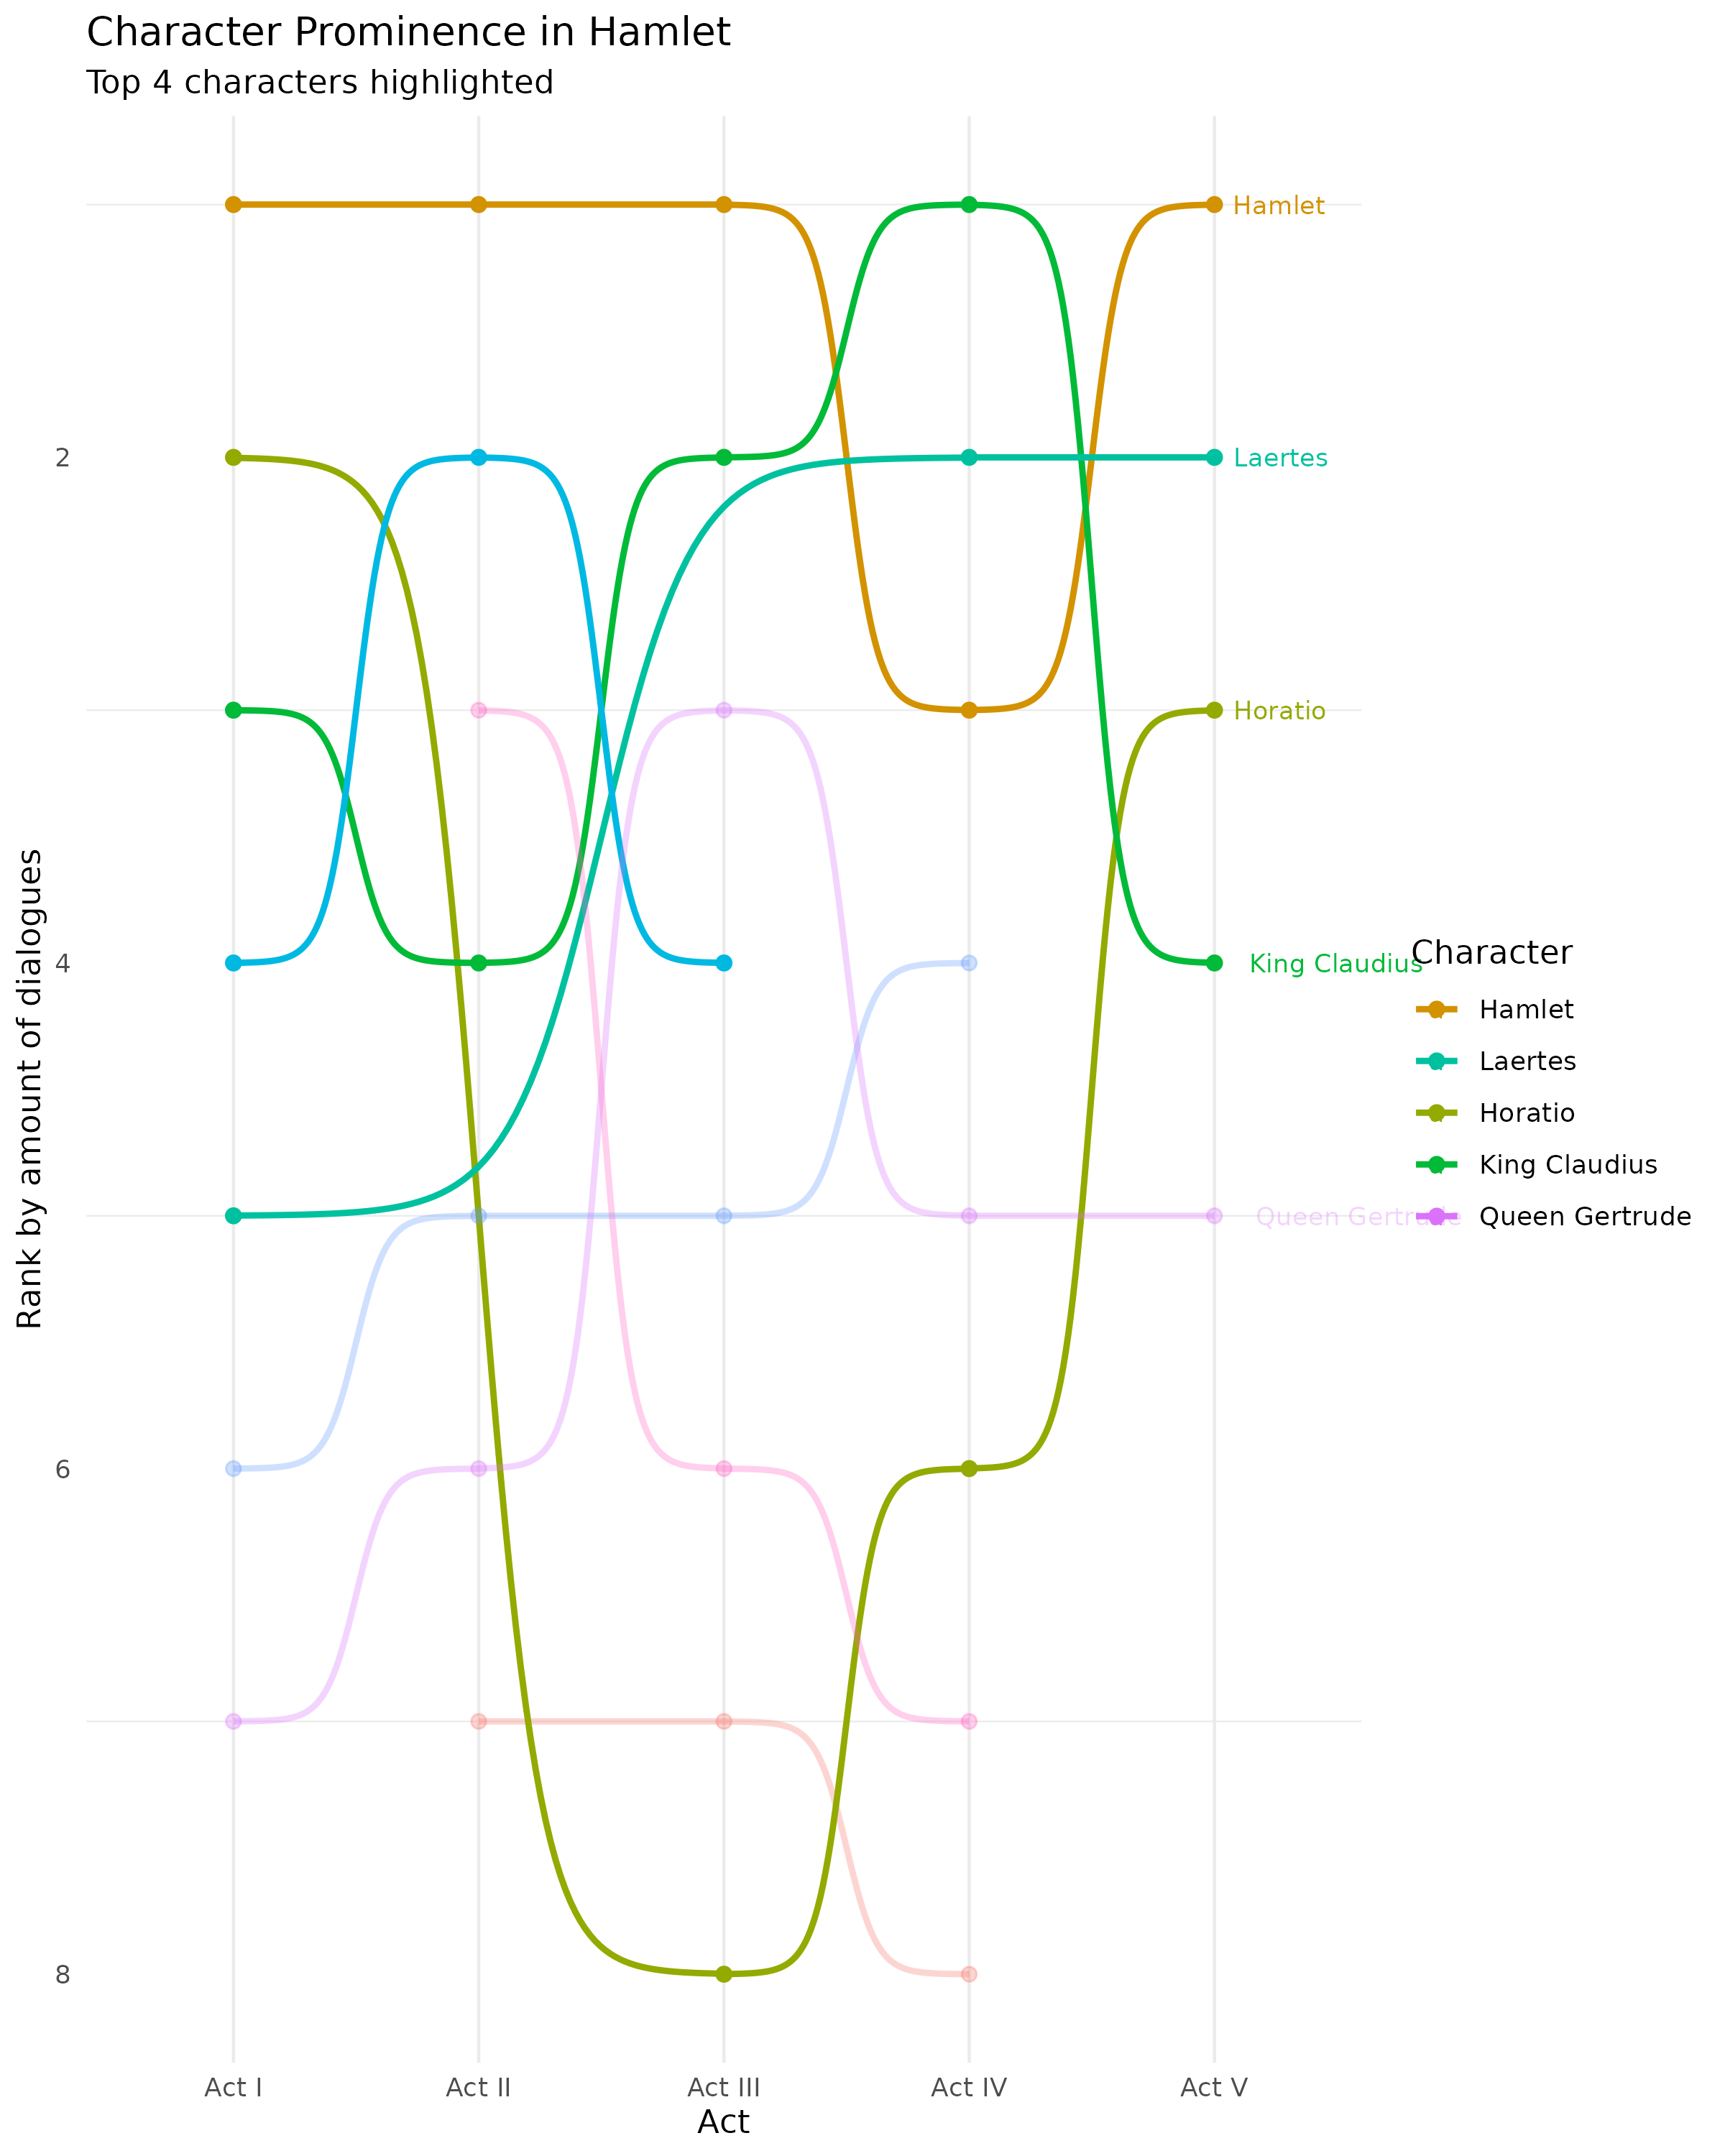 Character Prominence in Hamlet
Top 4 characters highlighted
Rank by amount of dialogues
2
4
6
8
Hamlet
Laertes
Horatio
King Claudius
Queen Gertrude
Character
Hamlet
Laertes
Horatio
King Claudius
Queen Gertrude
Act I
Act II
Act III
Act IV
Act V
Act